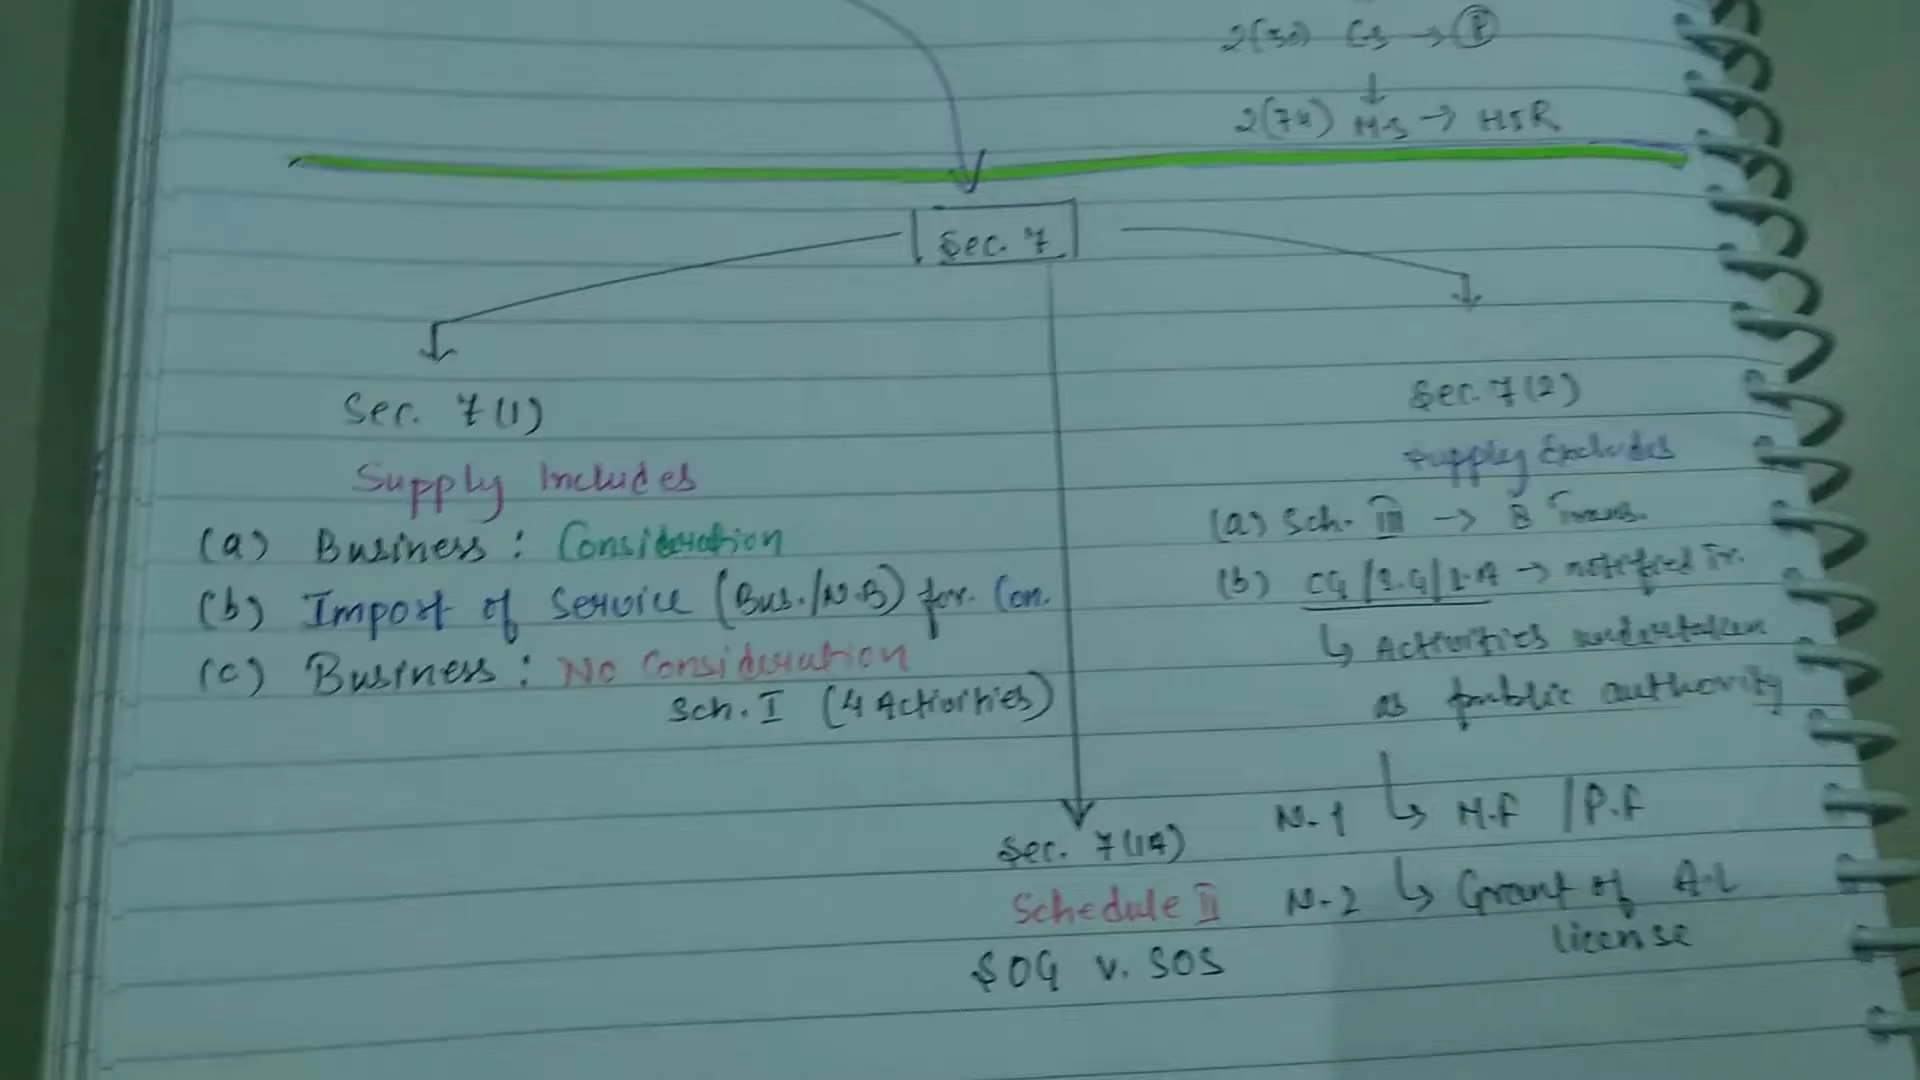 2(30) C.S → P
↓
2(74) M.S → HSR
Sec. 7
Sec. 7(1)
Supply Includes
(a) Business : Consideration
(b) Import of Service (Bus./N.B) for. Con.
(c) Business : No Consideration
Sch. I (4 Activities)
Sec. 7(2)
Supply Excludes
(a) Sch. III → 8 Trans.
(b) CG/S.G/L.A → notified Tr.
↳ Activities undertaken
as public authority
N-1 ↳ M.F /P.F
N-2 ↳ Grant of A.L
license
Sec. 7(1A)
Schedule II
SOG v. SOS